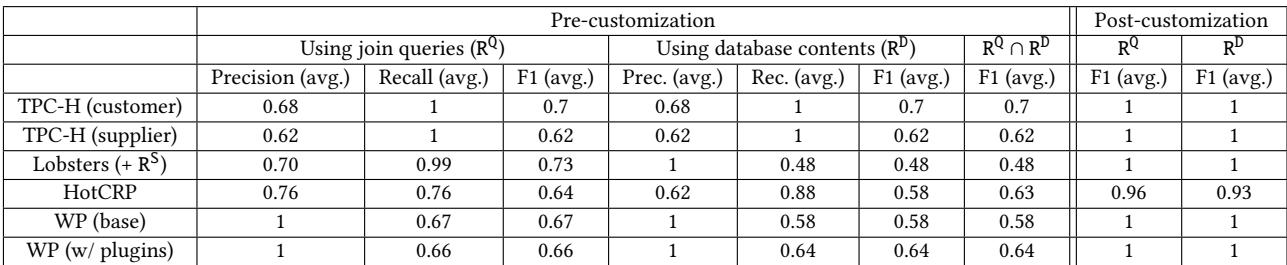 Pre-customization Post-customization
Using join queries (R^Q) Using database contents (R^D) R^Q ∩ R^D R^Q R^D
Precision (avg.) Recall (avg.) F1 (avg.) Prec. (avg.) Rec. (avg.) F1 (avg.) F1 (avg.) F1 (avg.) F1 (avg.)
TPC-H (customer) 0.68 1 0.7 0.68 1 0.7 0.7 1 1
TPC-H (supplier) 0.62 1 0.62 0.62 1 0.62 0.62 1 1
Lobsters (+ R^S) 0.70 0.99 0.73 1 0.48 0.48 0.48 1 1
HotCRP 0.76 0.76 0.64 0.62 0.88 0.58 0.63 0.96 0.93
WP (base) 1 0.67 0.67 1 0.58 0.58 0.58 1 1
WP (w/ plugins) 1 0.66 0.66 1 0.64 0.64 0.64 1 1